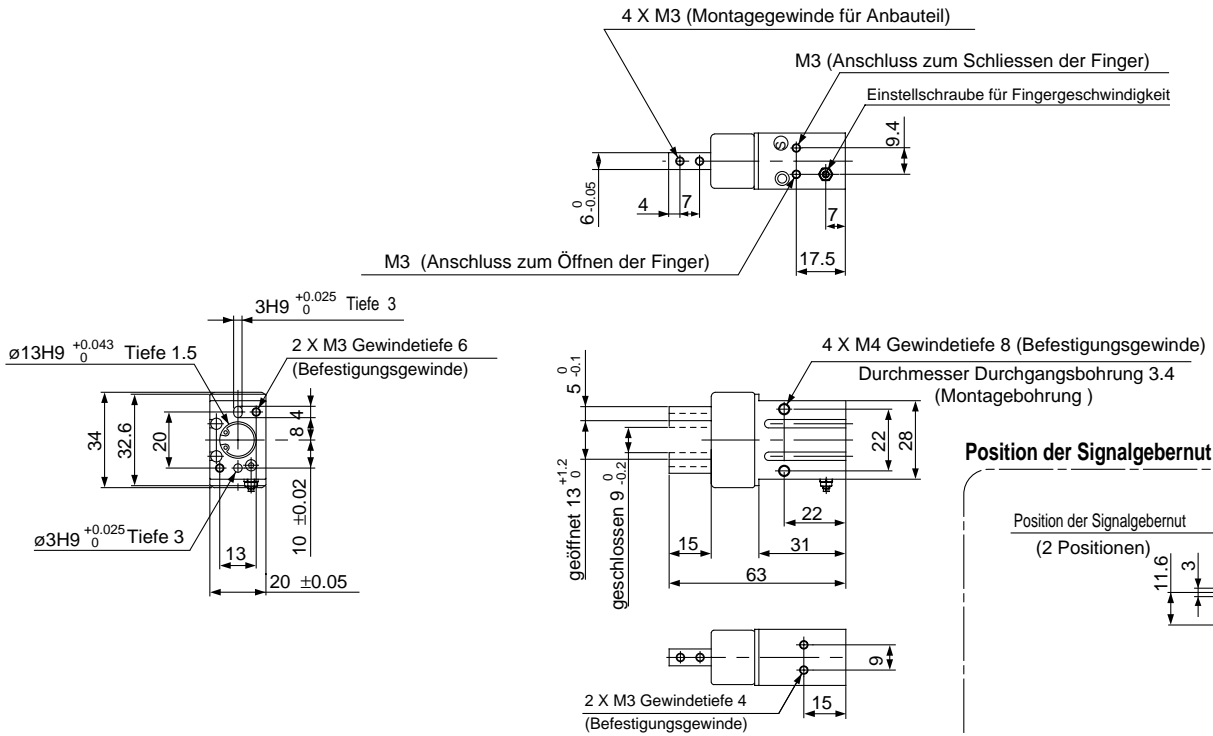 4 X M3 (Montagegewinde für Anbauteil)
M3 (Anschluss zum Schliessen der Finger)
Einstellschraube für Fingergeschwindigkeit
S
O
9.4
6 0 -0.05
4
7
7
17.5
M3 (Anschluss zum Öffnen der Finger)
3H9 +0.025 0 Tiefe 3
ø13H9 +0.043 0 Tiefe 1.5
2 X M3 Gewindetiefe 6
(Befestigungsgewinde)
34
32.6
20
4
8
10 ±0.02
ø3H9 +0.025 0 Tiefe 3
13
20 ±0.05
4 X M4 Gewindetiefe 8 (Befestigungsgewinde)
Durchmesser Durchgangsbohrung 3.4
(Montagebohrung )
5 0 -0.1
geöffnet 13 +1.2 0
geschlossen 9 0 -0.2
22
28
22
15
31
63
Position der Signalgebernut
Position der Signalgebernut
(2 Positionen)
11.6
3
9
15
2 X M3 Gewindetiefe 4
(Befestigungsgewinde)